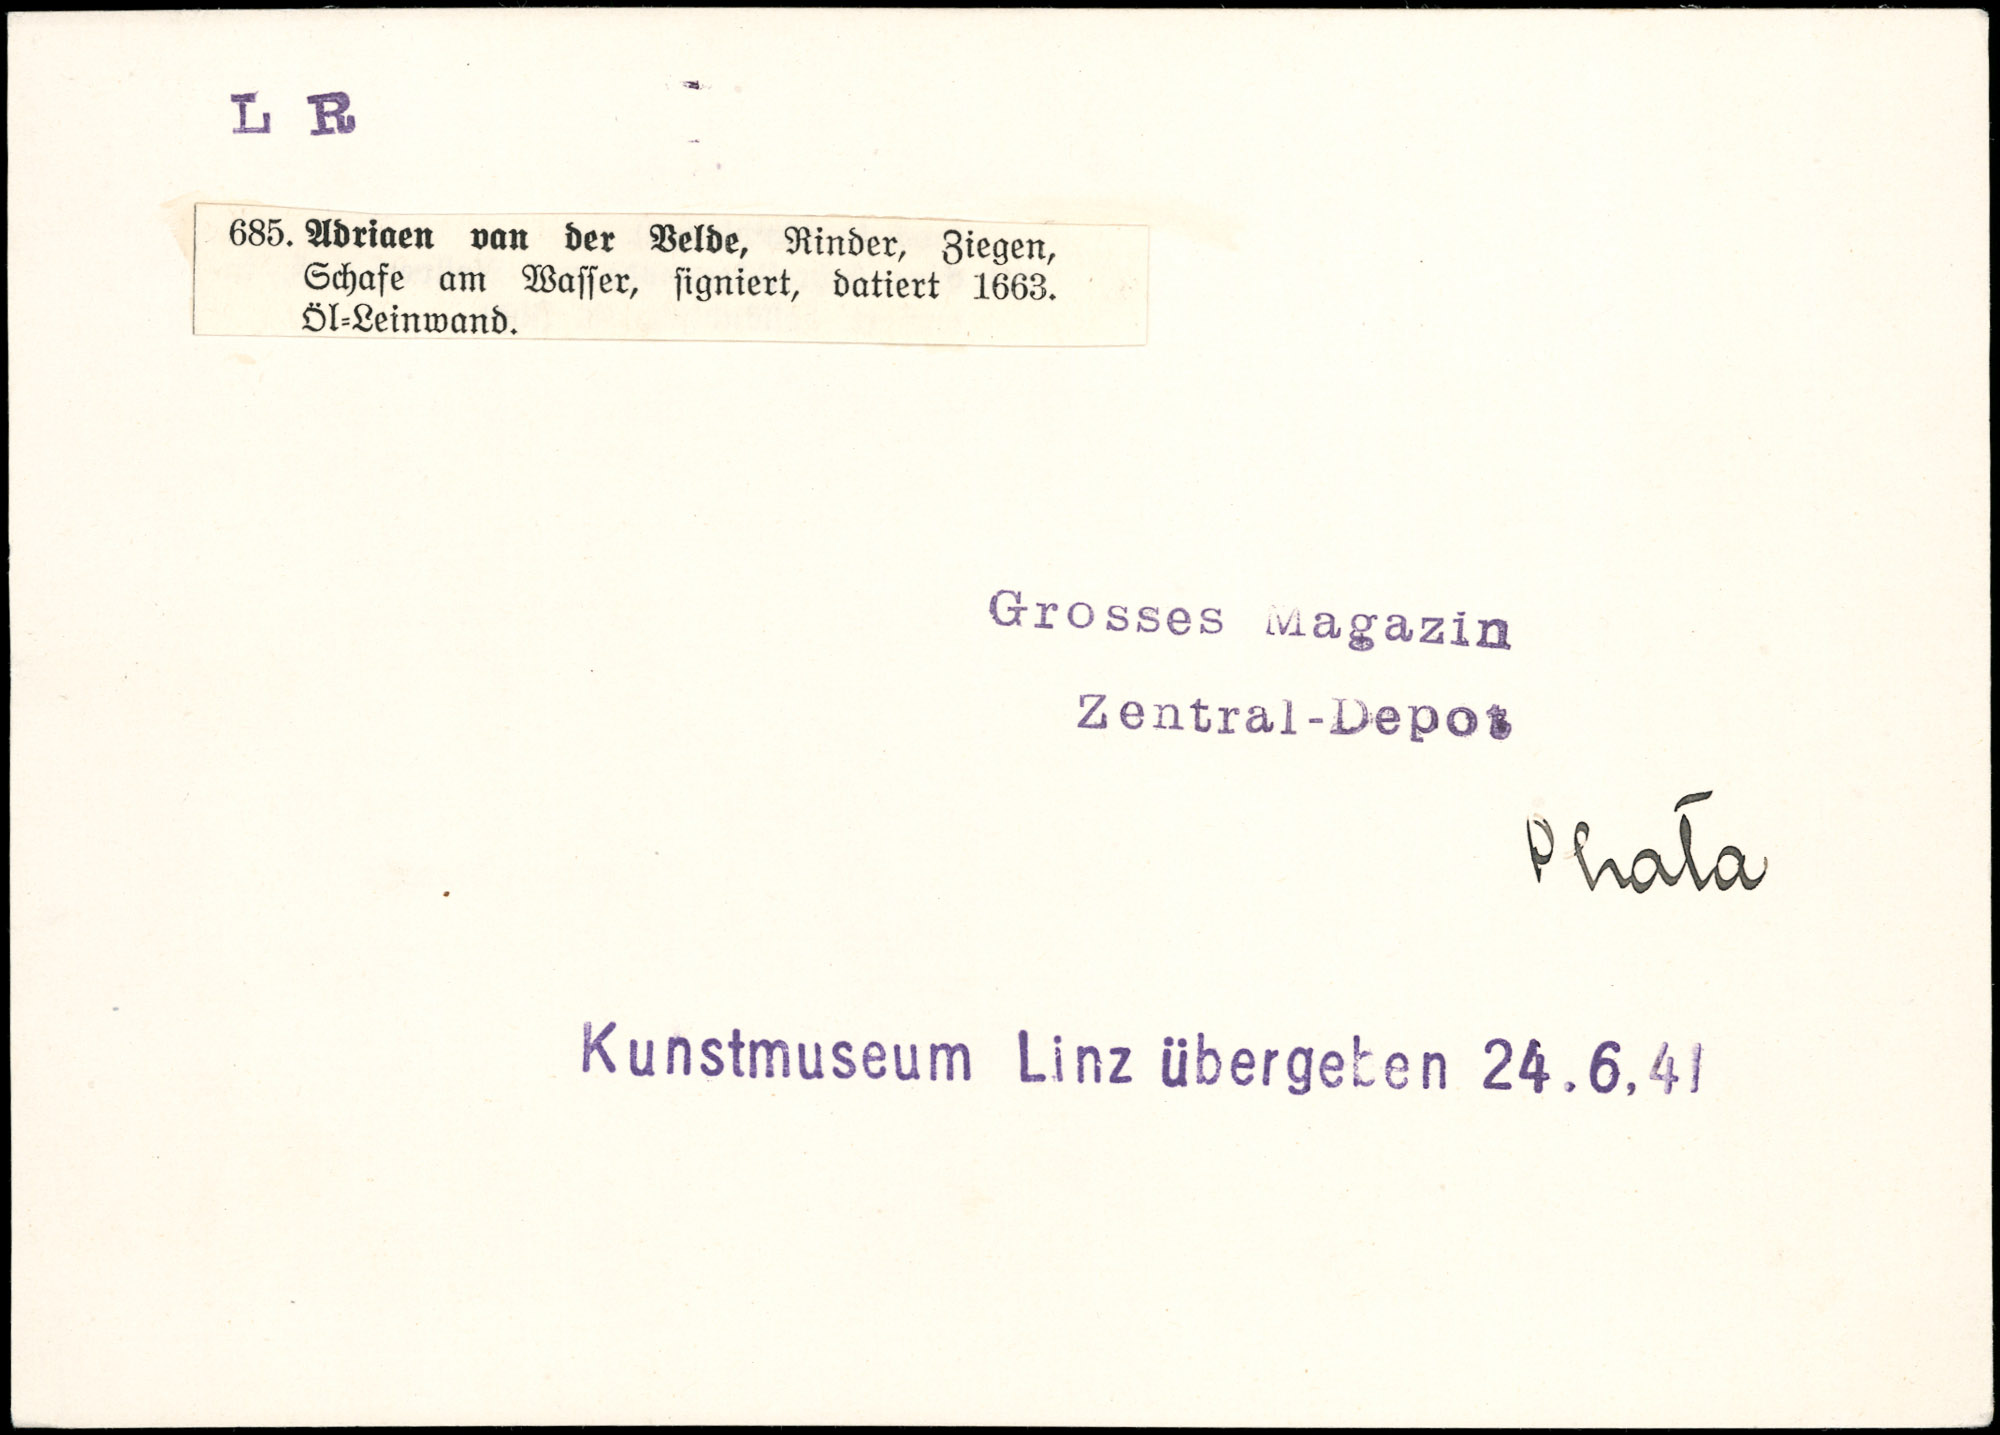 L R
685. Adriaen van der Velde, Rinder, Ziegen,
Schafe am Wasser, signiert, datiert 1663.
Öl-Leinwand.
Grosses Magazin
Zentral-Depot
Phota
Kunstmuseum Linz übergeben 24.6.41